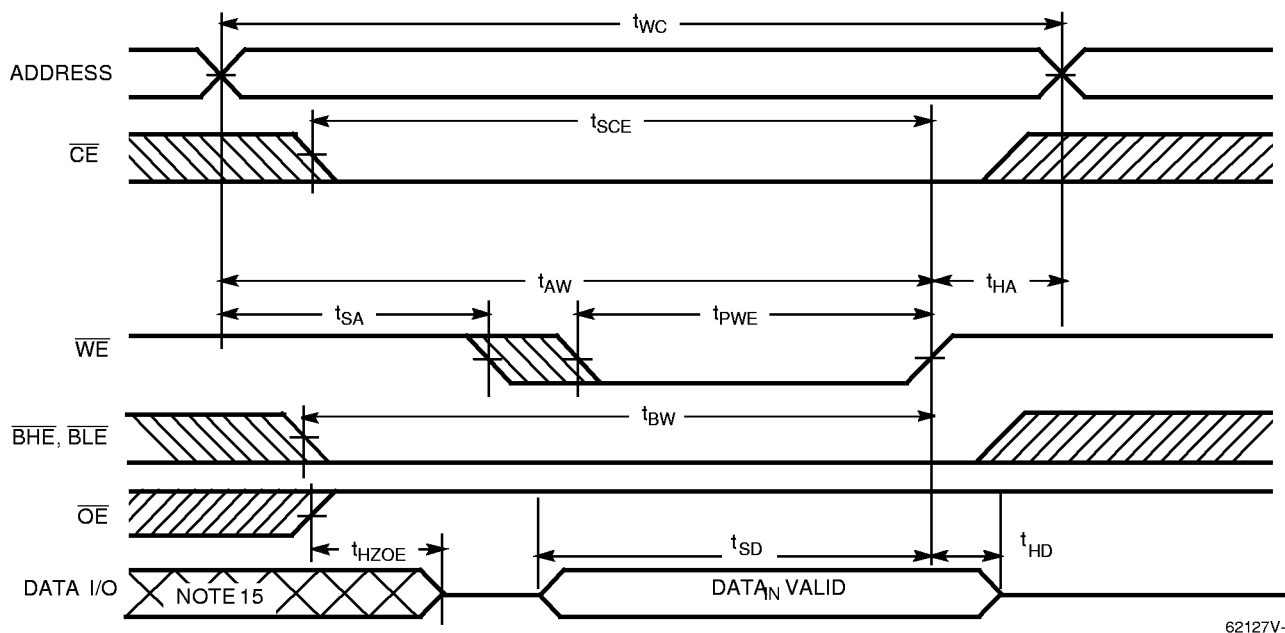 tWC
ADDRESS
tSCE
CE
tAW
tHA
tSA
tPWE
WE
tBW
BHE, BLE
OE
tHZOE
tSD
tHD
DATA I/O
NOTE 15
DATAIN VALID
62127V-